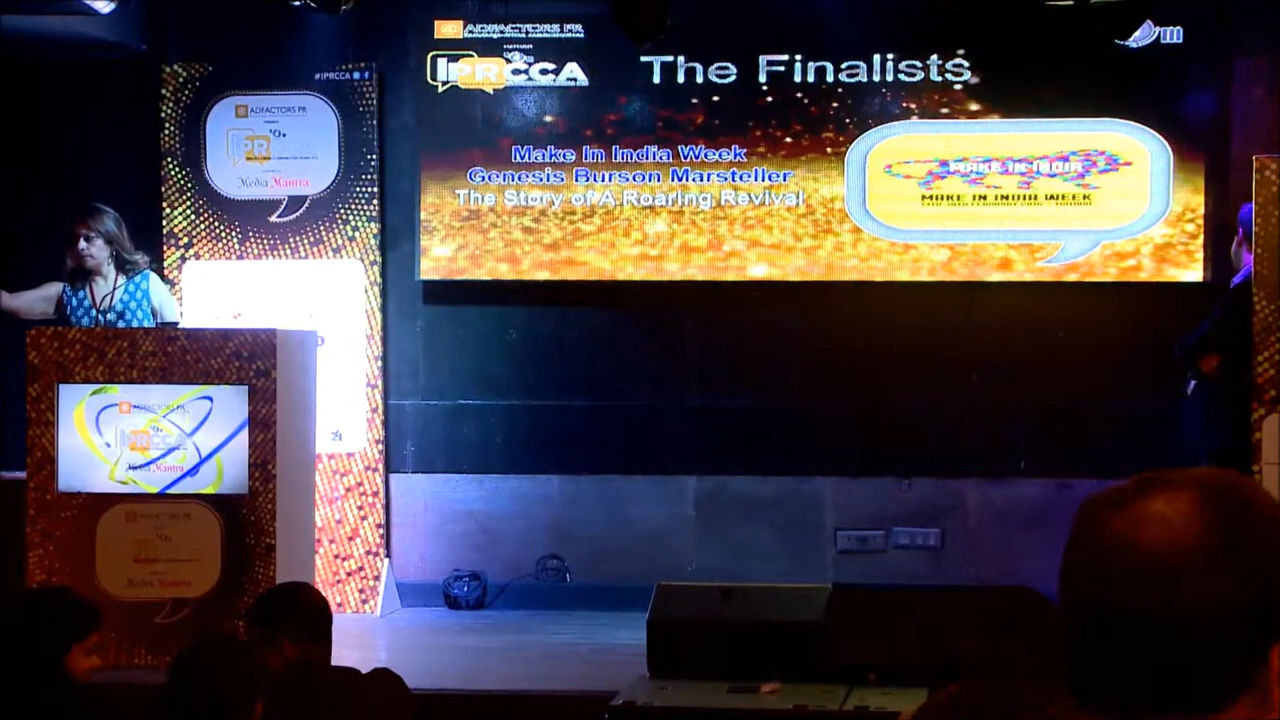 ADFACTORS PR
IPRCCA
The Finalists
Make In India Week
Genesis Burson Marsteller
The Story of A Roaring Revival
MAKE IN INDIA
MAKE IN INDIA WEEK
#IPRCCA
ADFACTORS PR
PRESENTS
IPR
Media Mantra
ADFACTORS PR
IPRCCA
Media Mantra
ADFACTORS PR
Media Mantra